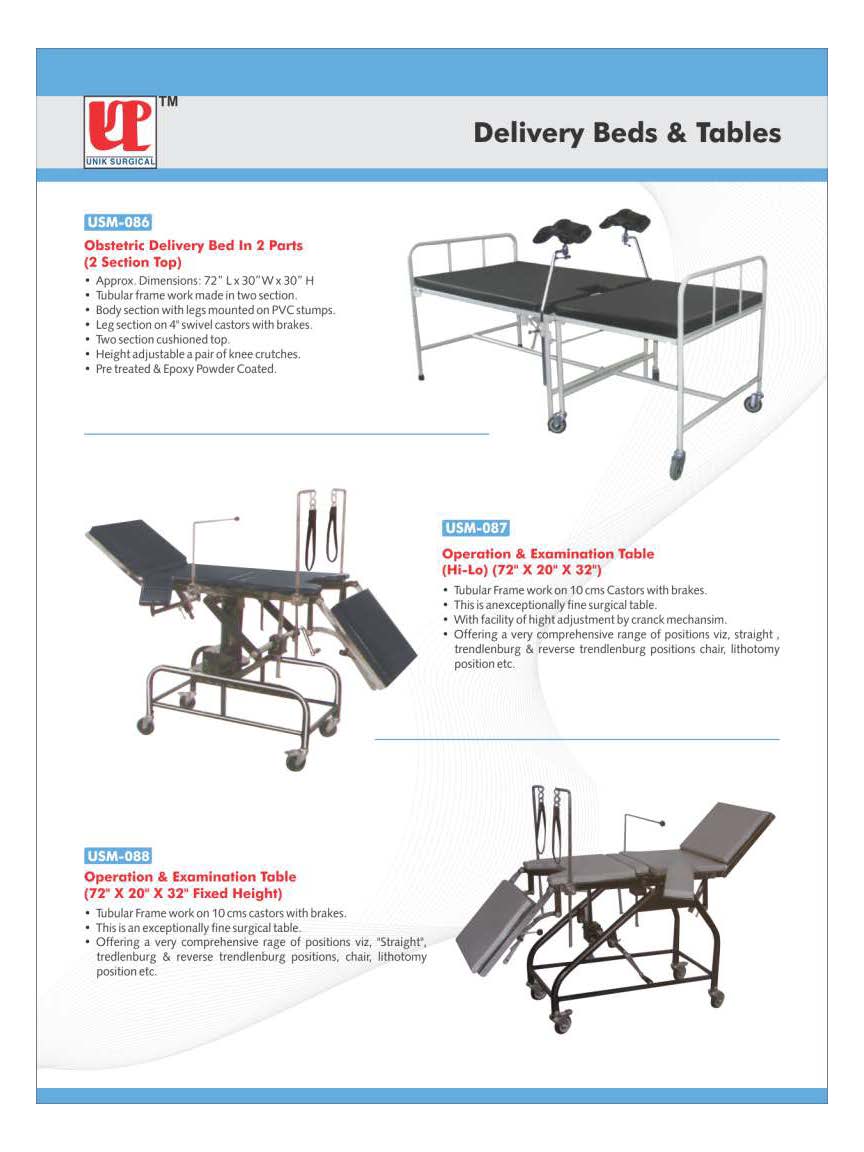 TM
UNIK SURGICAL
Delivery Beds & Tables
USM-086
Obstetric Delivery Bed In 2 Parts
(2 Section Top)
• Approx. Dimensions: 72" L x 30"W x 30" H
• Tubular frame work made in two section.
• Body section with legs mounted on PVC stumps.
• Leg section on 4" swivel castors with brakes.
• Two section cushioned top.
• Height adjustable a pair of knee crutches.
• Pre treated & Epoxy Powder Coated.
USM-087
Operation & Examination Table
(Hi-Lo) (72" X 20" X 32")
• Tubular Frame work on 10 cms Castors with brakes.
• This is anexceptionally fine surgical table.
• With facility of hight adjustment by cranck mechansim.
• Offering a very comprehensive range of positions viz, straight ,
trendlenburg & reverse trendlenburg positions chair, lithotomy
position etc.
USM-088
Operation & Examination Table
(72" X 20" X 32" Fixed Height)
• Tubular Frame work on 10 cms castors with brakes.
• This is an exceptionally fine surgical table.
• Offering a very comprehensive rage of positions viz, "Straight",
tredlenburg & reverse trendlenburg positions, chair, lithotomy
position etc.